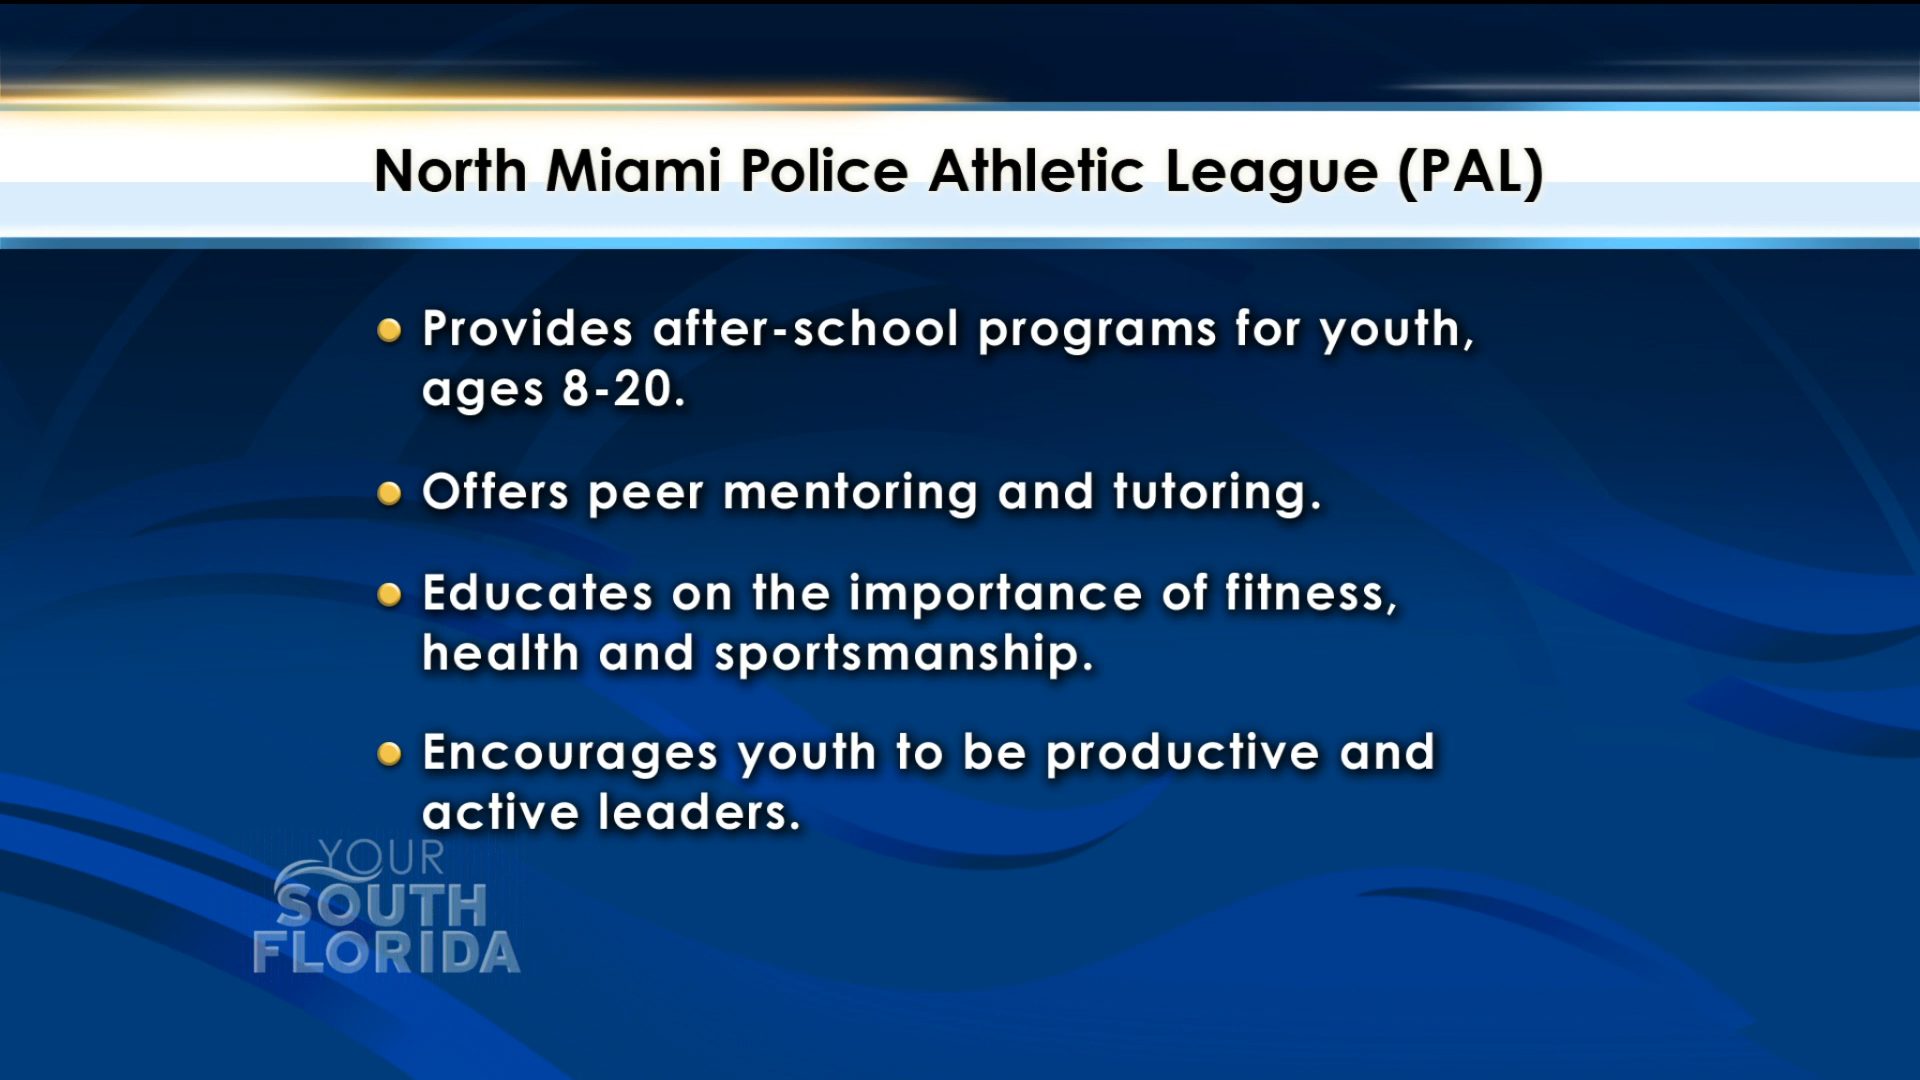 North Miami Police Athletic League (PAL)
Provides after-school programs for youth,
ages 8-20.
Offers peer mentoring and tutoring.
Educates on the importance of fitness,
health and sportsmanship.
Encourages youth to be productive and
active leaders.
YOUR
SOUTH
FLORIDA